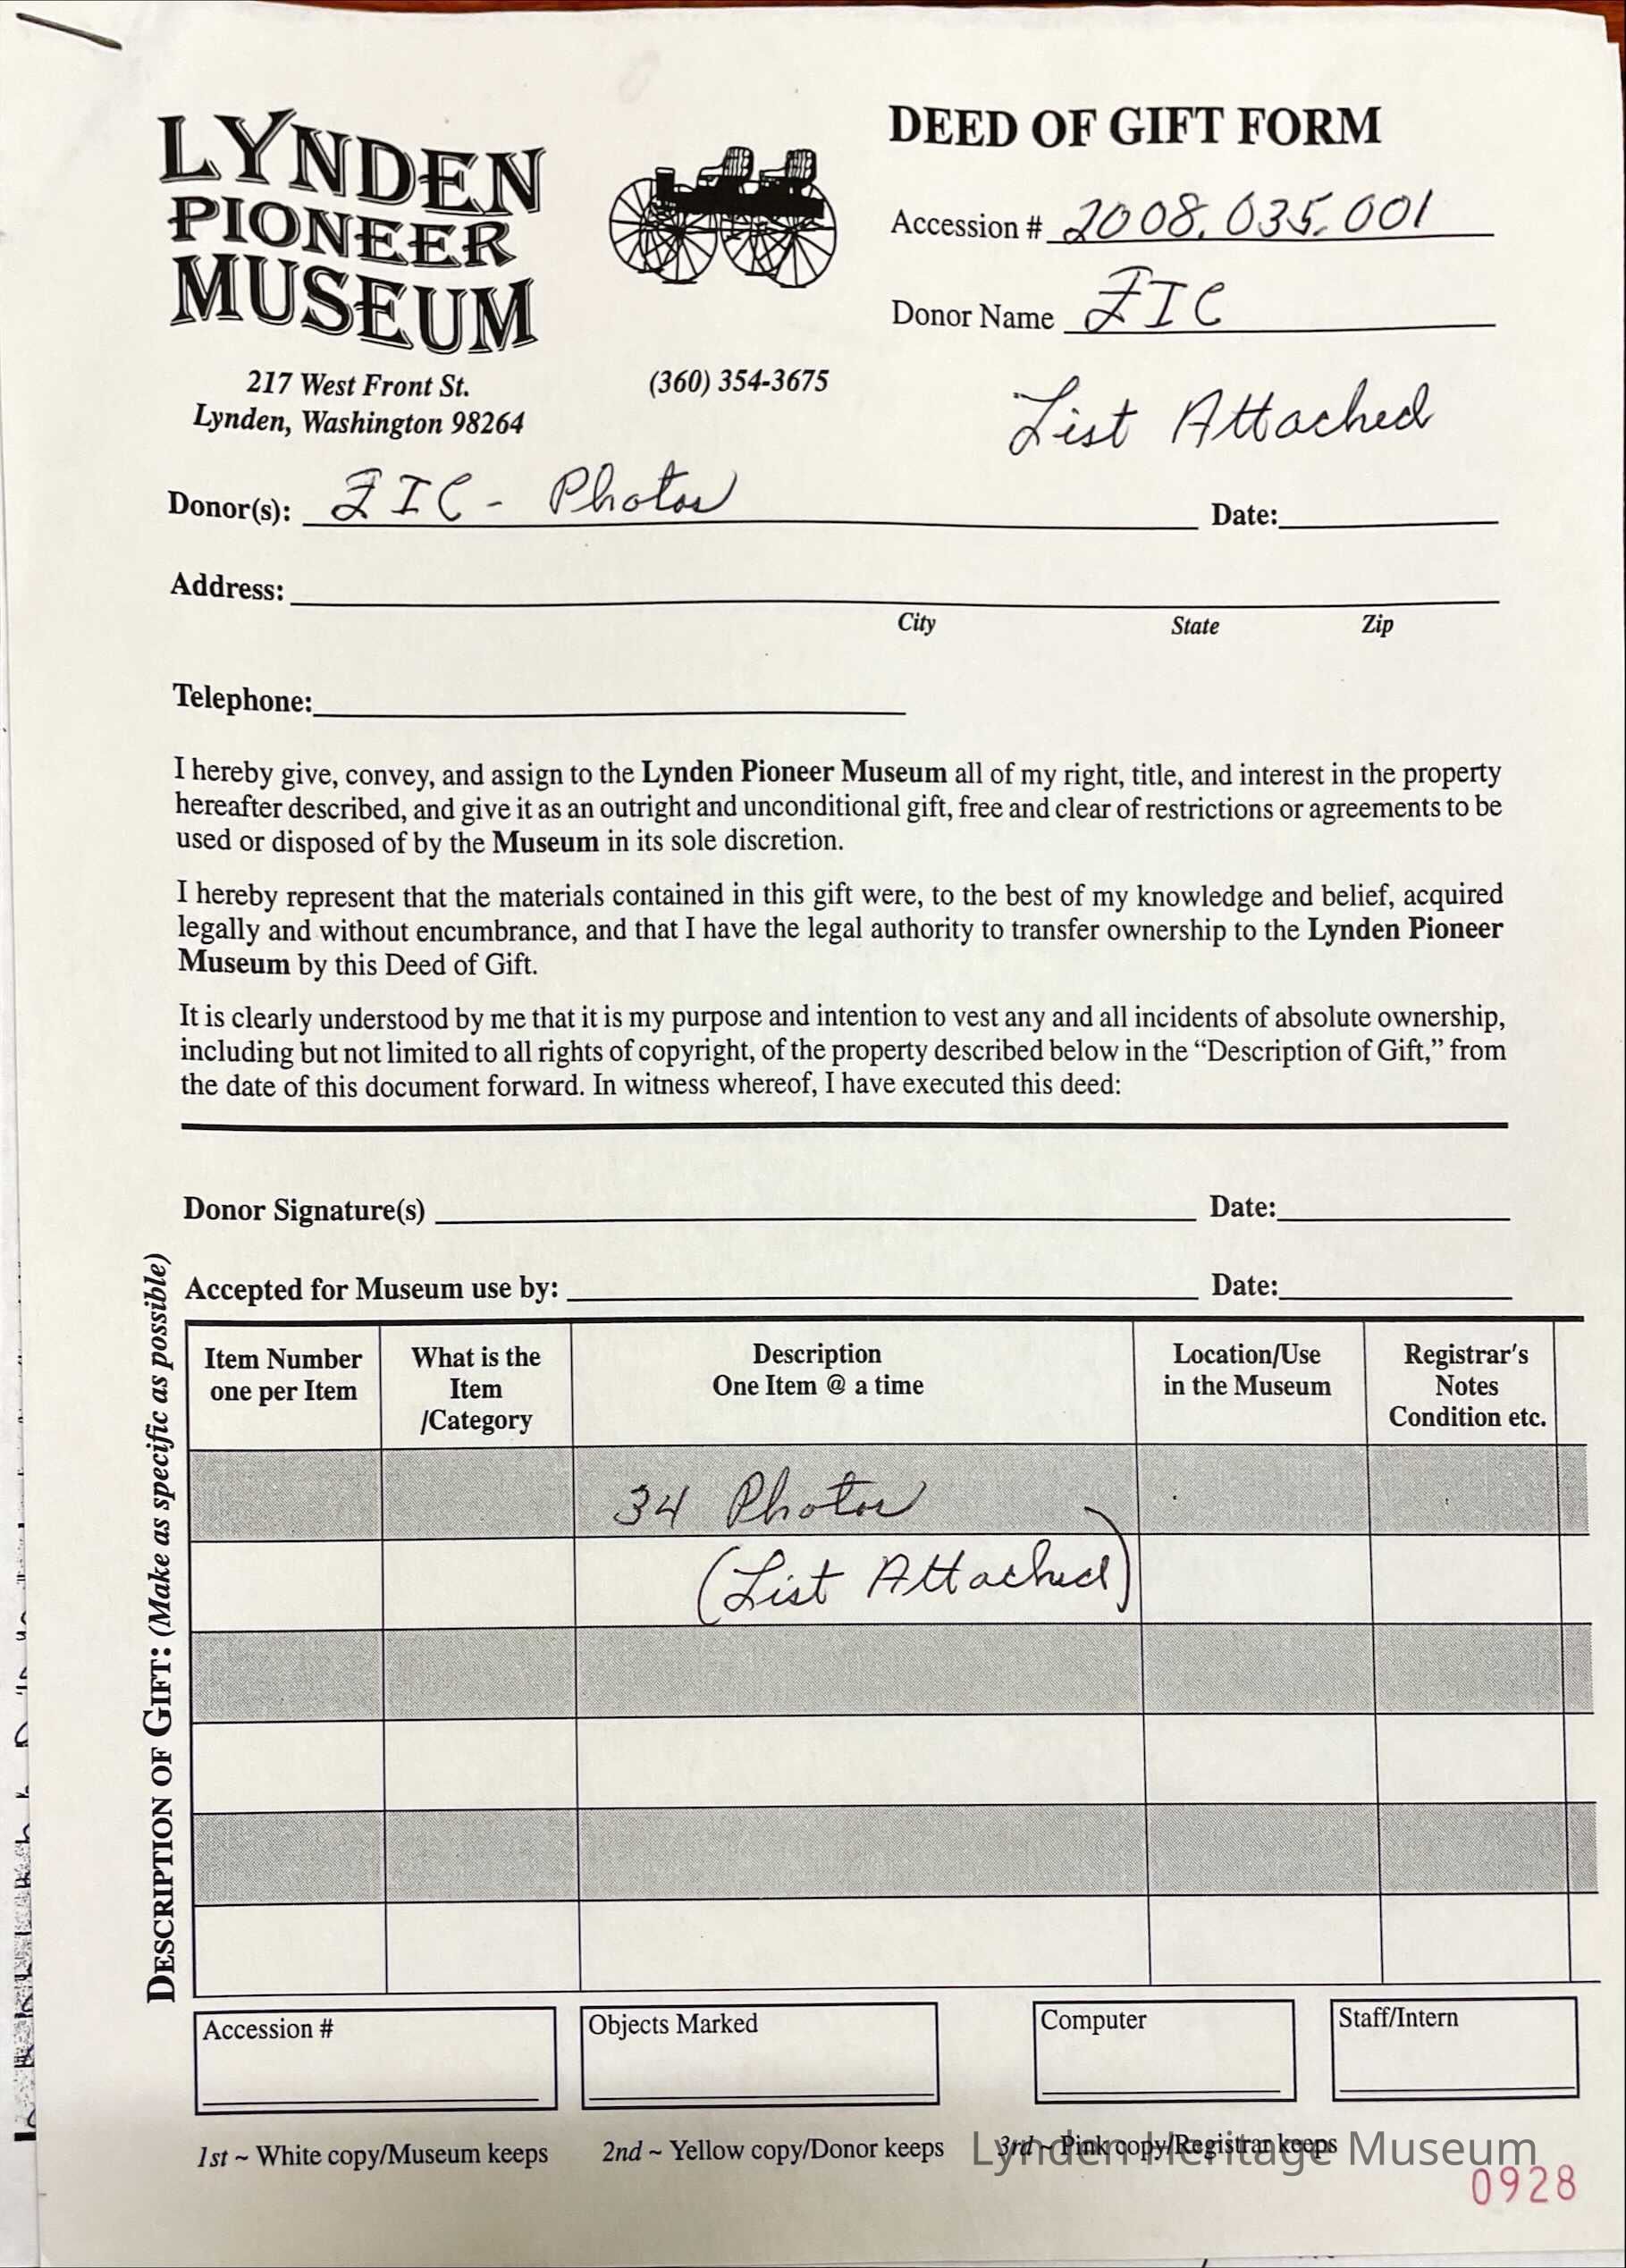 LYNDEN
PIONEER
MUSEUM
217 West Front St.
Lynden, Washington 98264
(360) 354-3675
DEED OF GIFT FORM
Accession # 2008.035.001
Donor Name FIC
List Attached
Donor(s): FIC - Photos Date:
Address:
City State Zip
Telephone:
I hereby give, convey, and assign to the Lynden Pioneer Museum all of my right, title, and interest in the property
hereafter described, and give it as an outright and unconditional gift, free and clear of restrictions or agreements to be
used or disposed of by the Museum in its sole discretion.
I hereby represent that the materials contained in this gift were, to the best of my knowledge and belief, acquired
legally and without encumbrance, and that I have the legal authority to transfer ownership to the Lynden Pioneer
Museum by this Deed of Gift.
It is clearly understood by me that it is my purpose and intention to vest any and all incidents of absolute ownership,
including but not limited to all rights of copyright, of the property described below in the “Description of Gift,” from
the date of this document forward. In witness whereof, I have executed this deed:
Donor Signature(s) Date:
Accepted for Museum use by: Date:
DESCRIPTION OF GIFT: (Make as specific as possible)
Item Number
one per Item
What is the
Item
/Category
Description
One Item @ a time
Location/Use
in the Museum
Registrar's
Notes
Condition etc.
34 Photos
(List Attached)
Accession #
Objects Marked
Computer
Staff/Intern
1st ~ White copy/Museum keeps
2nd ~ Yellow copy/Donor keeps
3rd ~ Pink copy/Registrar keeps
Lynden Heritage Museum
0928